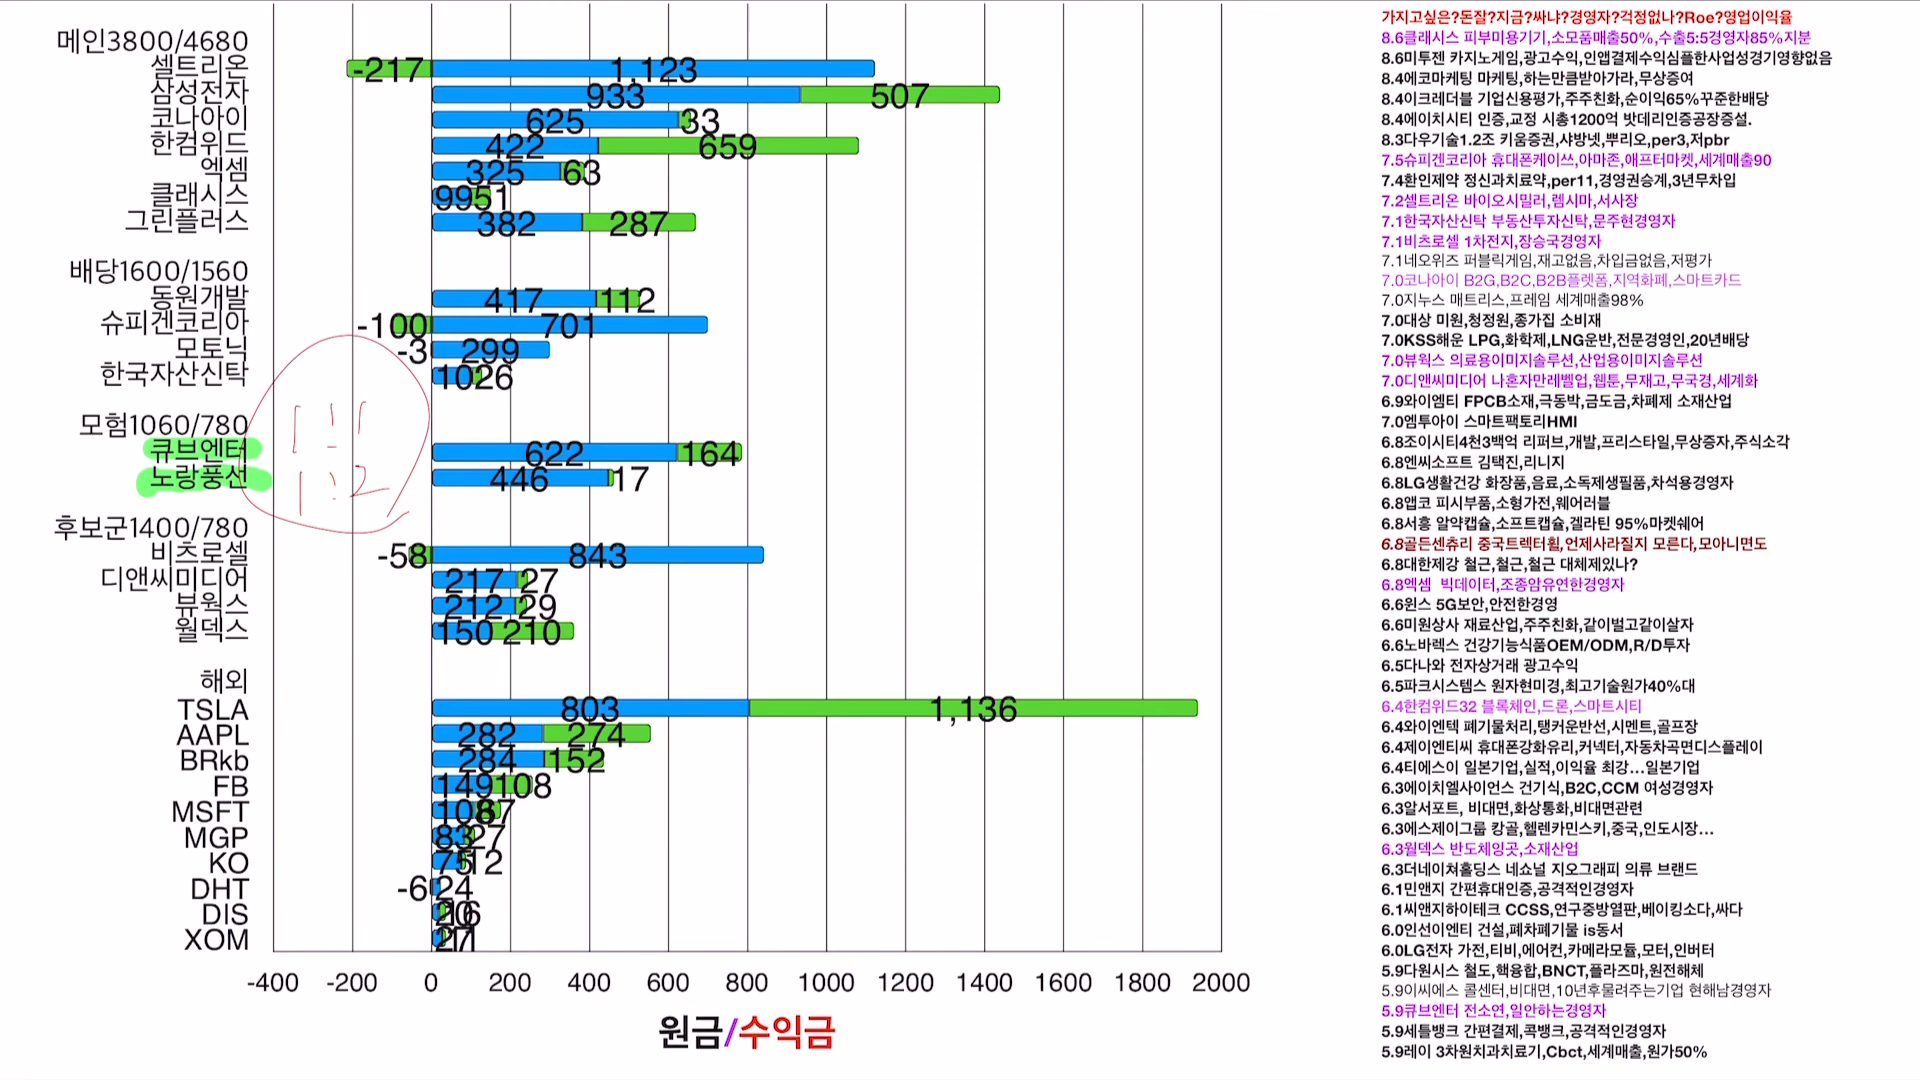 메인3800/4680
셀트리온 -217 1,123
삼성전자 933 507
코나아이 625 33
한컴위드 422 659
엑셈 325 63
클래시스 99 51
그린플러스 382 287
배당1600/1560
동원개발 417 112
슈피겐코리아 -100 701
모토닉 -3 299
한국자산신탁 102 26
모험1060/780
큐브엔터 622 164
노랑풍선 446 17
후보군1400/780
비츠로셀 -58 843
디앤씨미디어 217 27
뷰웍스 212 29
월덱스 150 210
해외
TSLA 803 1,136
AAPL 282 274
BRkb 284 152
FB 149 108
MSFT
MGP 83 27
KO 75 12
DHT -6 24
DIS
XOM
1:1
1:2
-400 -200 0 200 400 600 800 1000 1200 1400 1600 1800 2000
원금/수익금
가지고싶은?돈잘?지금?싸냐?경영자?걱정없나?Roe?영업이익율
8.6클래시스 피부미용기기,소모품매출50%,수출5:5경영자85%지분
8.6미투젠 카지노게임,광고수익,인앱결제수익심플한사업성경기영향없음
8.4에코마케팅 마케팅,하는만큼받아가라,무상증여
8.4이크레더블 기업신용평가,주주친화,순이익65%꾸준한배당
8.4에이치시티 인증,교정 시총1200억 밧데리인증공장증설.
8.3다우기술1.2조 키움증권,샤방넷,뿌리오,per3,저pbr
7.5슈피겐코리아 휴대폰케이쓰,아마존,애프터마켓,세계매출90
7.4환인제약 정신과치료약,per11,경영권승계,3년무차입
7.2셀트리온 바이오시밀러,렘시마,서사장
7.1한국자산신탁 부동산투자신탁,문주현경영자
7.1비츠로셀 1차전지,장승국경영자
7.1네오위즈 퍼블릭게임,재고없음,차입금없음,저평가
7.0코나아이 B2G,B2C,B2B플렛폼,지역화폐,스마트카드
7.0지누스 매트리스,프레임 세계매출98%
7.0대상 미원,청정원,종가집 소비재
7.0KSS해운 LPG,화학제,LNG운반,전문경영인,20년배당
7.0뷰웍스 의료용이미지솔루션,산업용이미지솔루션
7.0디앤씨미디어 나혼자만레벨업,웹툰,무재고,무국경,세계화
6.9와이엠티 FPCB소재,극동박,금도금,차폐제 소재산업
7.0엠투아이 스마트팩토리HMI
6.8조이시티4천3백억 리퍼브,개발,프리스타일,무상증자,주식소각
6.8엔씨소프트 김택진,리니지
6.8LG생활건강 화장품,음료,소독제생필품,차석용경영자
6.8앱코 피시부품,소형가전,웨어러블
6.8서흥 알약캡슐,소프트캡슐,겔라틴 95%마켓쉐어
6.8골든센츄리 중국트렉터휠,언제사라질지 모른다,모아니면도
6.8대한제강 철근,철근,철근 대체제있나?
6.8엑셈 빅데이터,조종암유연한경영자
6.6윈스 5G보안,안전한경영
6.6미원상사 재료산업,주주친화,같이벌고같이살자
6.6노바렉스 건강기능식품OEM/ODM,R/D투자
6.5다나와 전자상거래 광고수익
6.5파크시스템스 원자현미경,최고기술원가40%대
6.4한컴위드32 블록체인,드론,스마트시티
6.4와이엔텍 폐기물처리,탱커운반선,시멘트,골프장
6.4제이엔티씨 휴대폰강화유리,커넥터,자동차곡면디스플레이
6.4티에스이 일본기업,실적,이익율 최강...일본기업
6.3에이치엘사이언스 건기식,B2C,CCM 여성경영자
6.3알서포트, 비대면,화상통화,비대면관련
6.3에스제이그룹 캉골,헬렌카민스키,중국,인도시장...
6.3월덱스 반도체잉곳,소재산업
6.3더네이쳐홀딩스 네쇼널 지오그래피 의류 브랜드
6.1민앤지 간편휴대인증,공격적인경영자
6.1씨앤지하이테크 CCSS,연구중방열판,베이킹소다,싸다
6.0인선이엔티 건설,폐차폐기물 is동서
6.0LG전자 가전,티비,에어컨,카메라모듈,모터,인버터
5.9다원시스 철도,핵융합,BNCT,플라즈마,원전해체
5.9이씨에스 콜센터,비대면,10년후물려주는기업 현해남경영자
5.9큐브엔터 전소연,일안하는경영자
5.9세틀뱅크 간편결제,콕뱅크,공격적인경영자
5.9레이 3차원치과치료기,Cbct,세계매출,원가50%